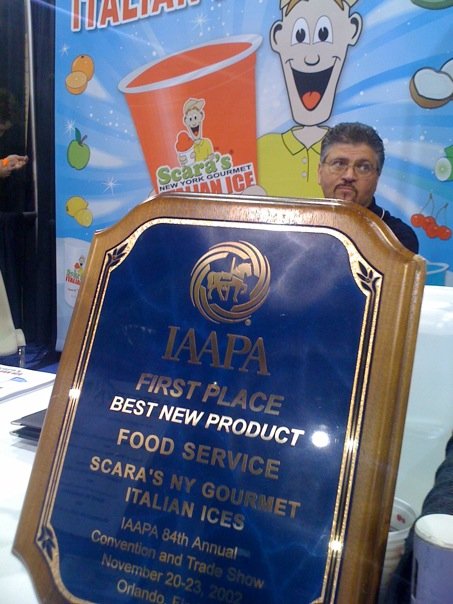 ITALIAN
Scara's
NEW YORK GOURMET
ITALIAN ICE
IAAPA
FIRST PLACE
BEST NEW PRODUCT
FOOD SERVICE
SCARA'S NY GOURMET
ITALIAN ICES
IAAPA 84th Annual
Convention and Trade Show
November 20-23, 2002
Orlando,